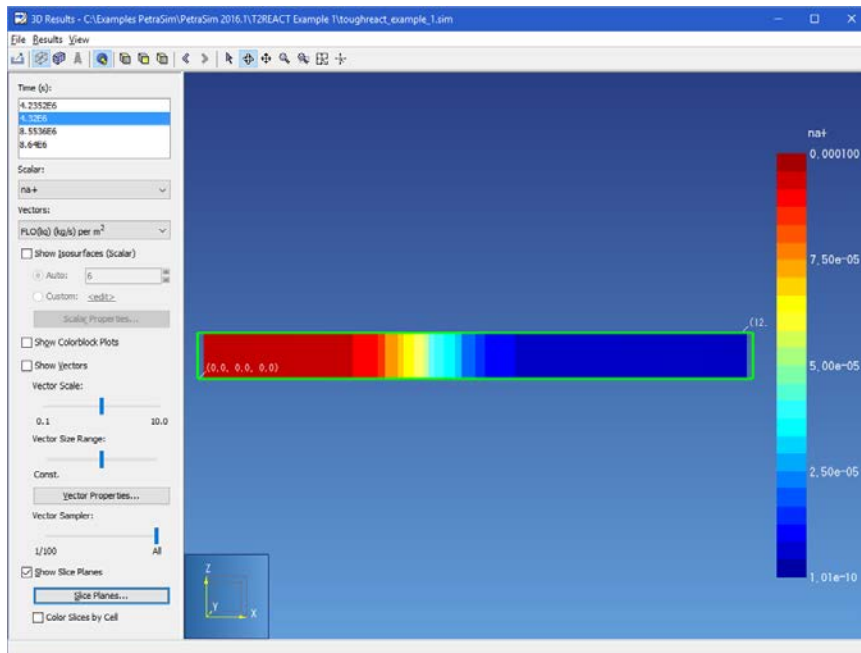 3D Results - C:\Examples PetraSim\PetraSim 2016.1\T2REACT Example 1\toughreact_example_1.sim
File Results View
Time (s):
4.2352E6
4.32E6
8.5536E6
8.64E6
Scalar:
na+
Vectors:
FLO(liq) (kg/s) per m²
Show Isosurfaces (Scalar)
Auto: 6
Custom: <edit>
Scalar Properties...
Show Colorblock Plots
Show Vectors
Vector Scale:
0.1 10.0
Vector Size Range:
Const.
Vector Properties...
Vector Sampler:
1/100 All
Show Slice Planes
Slice Planes...
Color Slices by Cell
(0.0, 0.0, 0.0)
(12.
Z
Y X
na+
0.000100
7.50e-05
5.00e-05
2.50e-05
1.01e-10